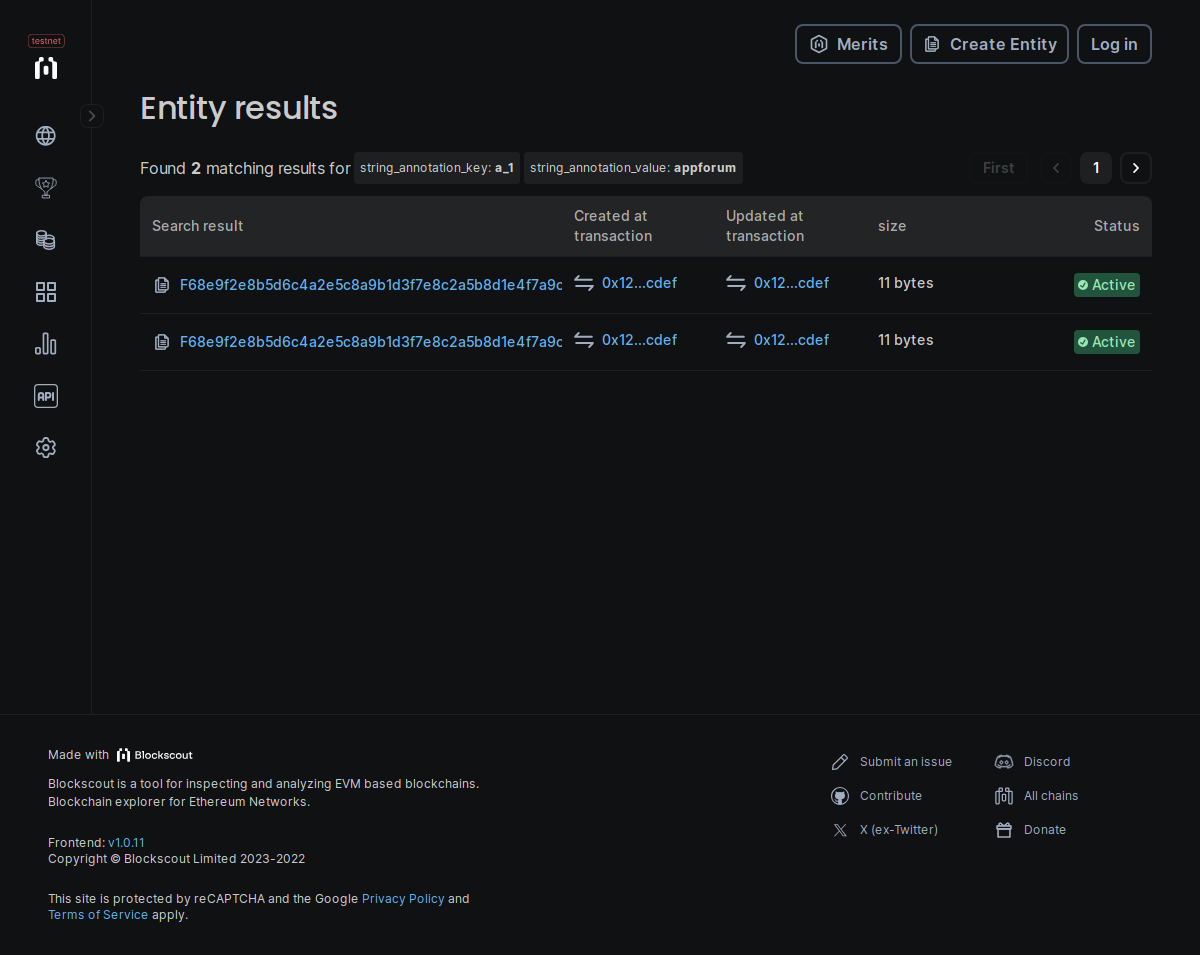 testnet
Merits
Create Entity
Log in
Entity results
Found 2 matching results for string_annotation_key: a_1 string_annotation_value: appforum
First
1
Search result
Created at transaction
Updated at transaction
size
Status
F68e9f2e8b5d6c4a2e5c8a9b1d3f7e8c2a5b8d1e4f7a9c 0x12...cdef 0x12...cdef 11 bytes Active
F68e9f2e8b5d6c4a2e5c8a9b1d3f7e8c2a5b8d1e4f7a9c 0x12...cdef 0x12...cdef 11 bytes Active
API
Made with Blockscout
Blockscout is a tool for inspecting and analyzing EVM based blockchains.
Blockchain explorer for Ethereum Networks.
Frontend: v1.0.11
Copyright © Blockscout Limited 2023-2022
This site is protected by reCAPTCHA and the Google Privacy Policy and
Terms of Service apply.
Submit an issue
Discord
Contribute
All chains
X (ex-Twitter)
Donate